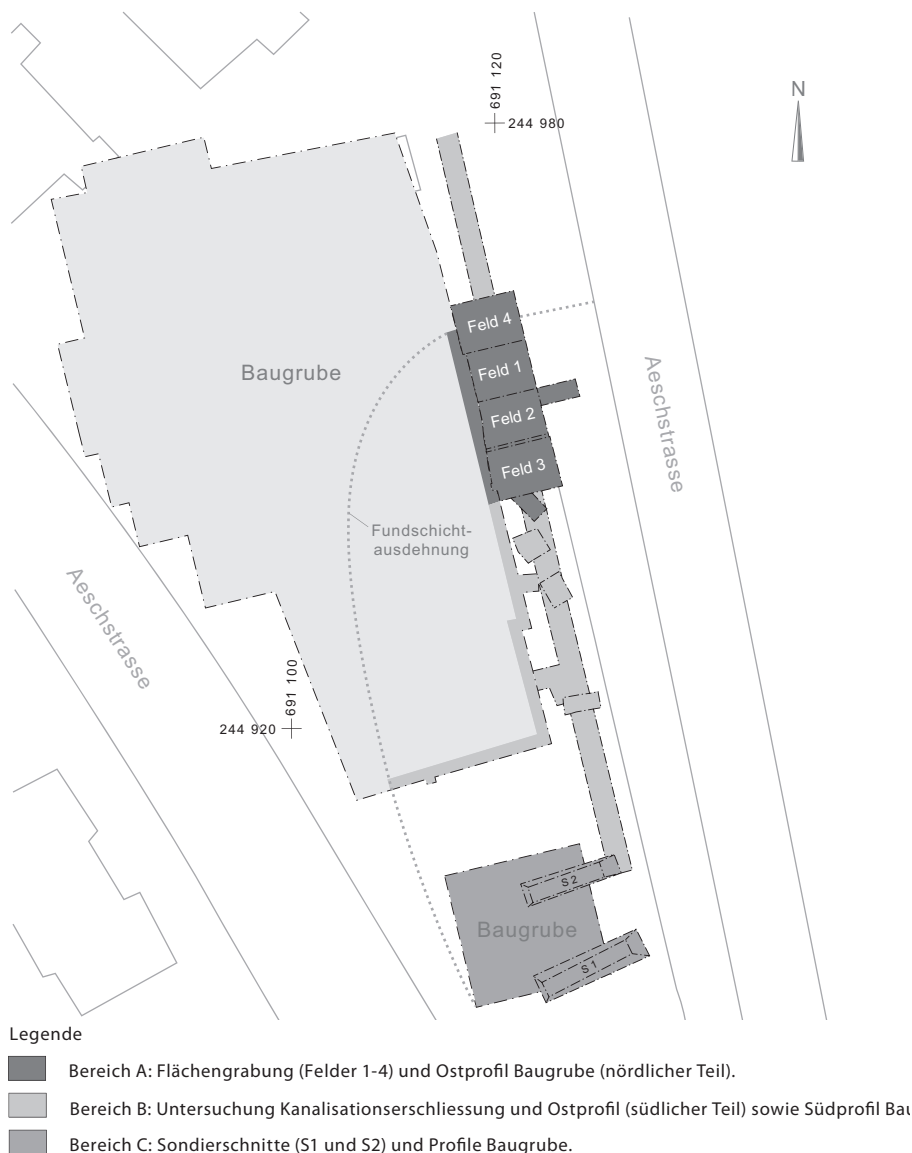 N
691 120
244 980
Feld 4
Feld 1
Feld 2
Feld 3
Baugrube
Aeschstrasse
Fundschicht-
ausdehnung
Aeschstrasse
691 100
244 920
S 2
Baugrube
S 1
Legende
Bereich A: Flächengrabung (Felder 1-4) und Ostprofil Baugrube (nördlicher Teil).
Bereich B: Untersuchung Kanalisationserschliessung und Ostprofil (südlicher Teil) sowie Südprofil Bau
Bereich C: Sondierschnitte (S1 und S2) und Profile Baugrube.